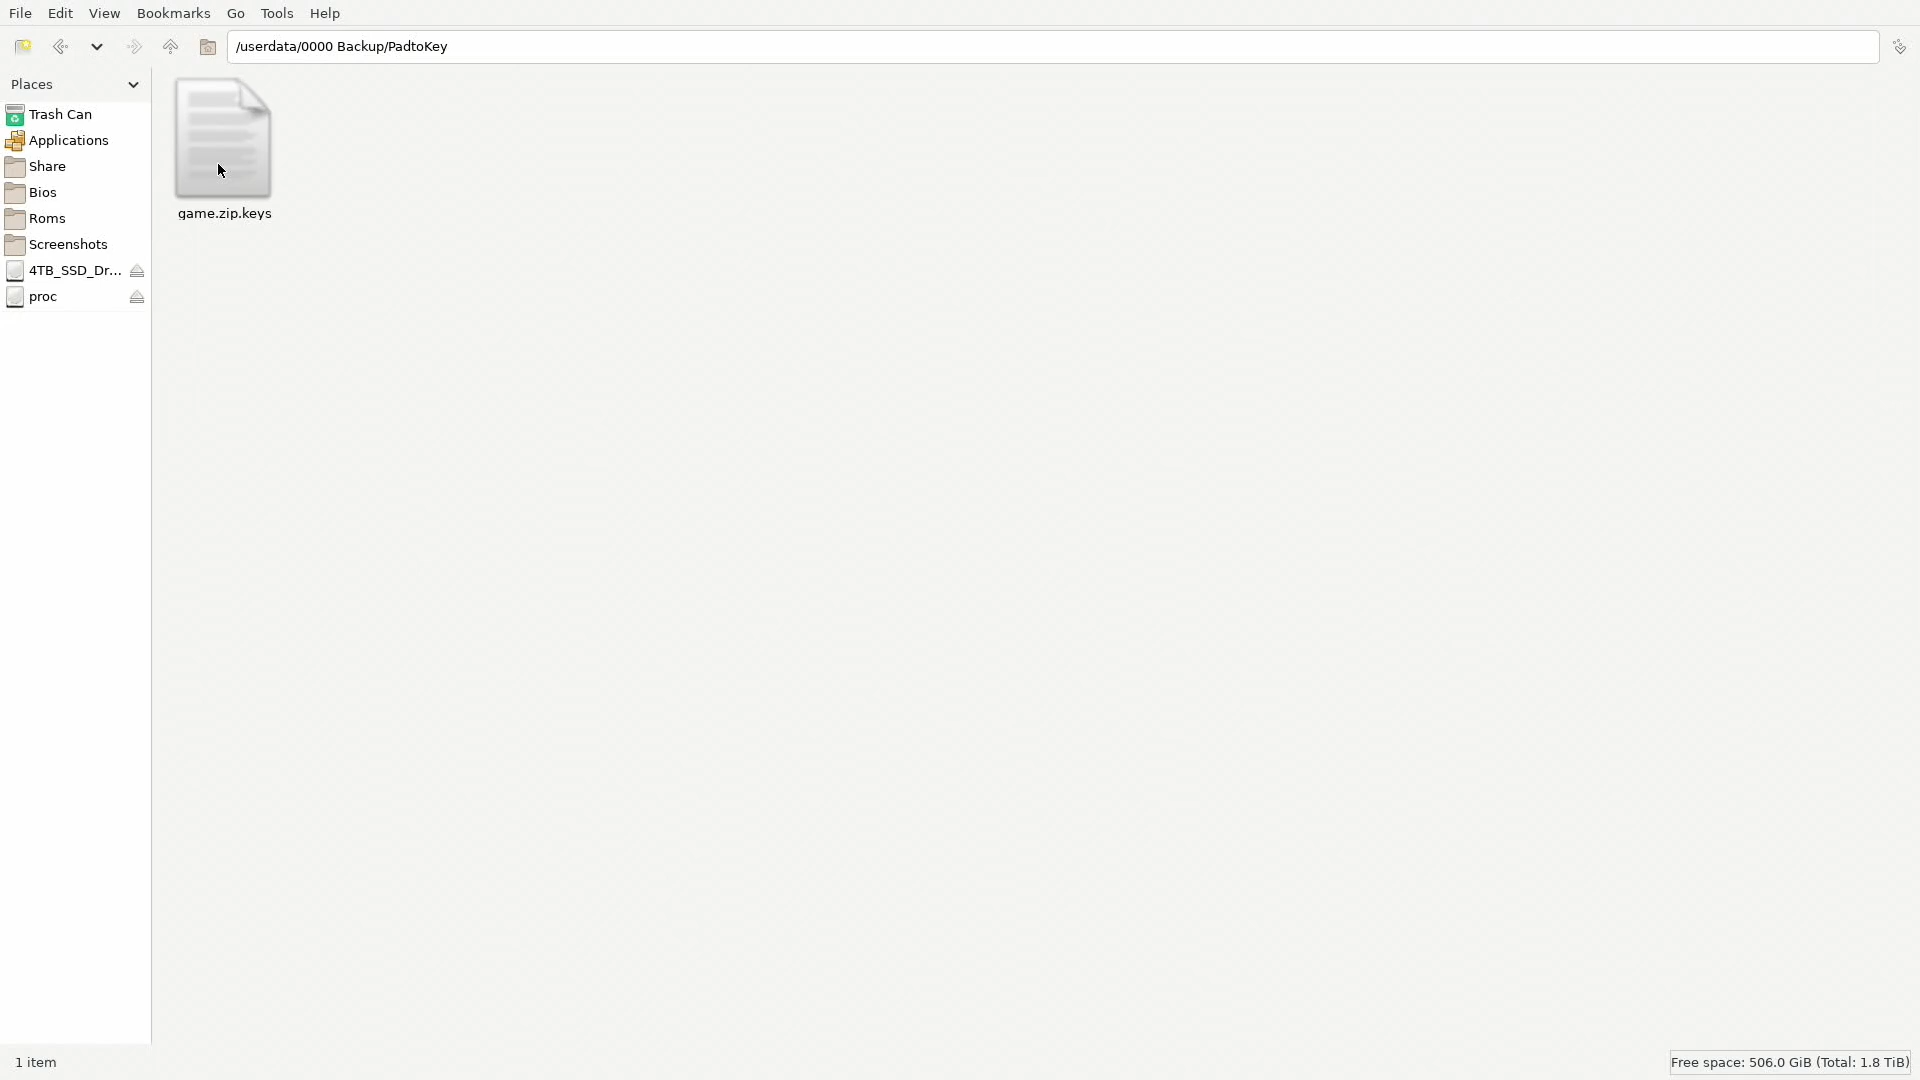 File Edit View Bookmarks Go Tools Help
/userdata/0000 Backup/PadtoKey
Places
Trash Can
Applications
Share
Bios
Roms
Screenshots
4TB_SSD_Dr...
proc
game.zip.keys
1 item
Free space: 506.0 GiB (Total: 1.8 TiB)